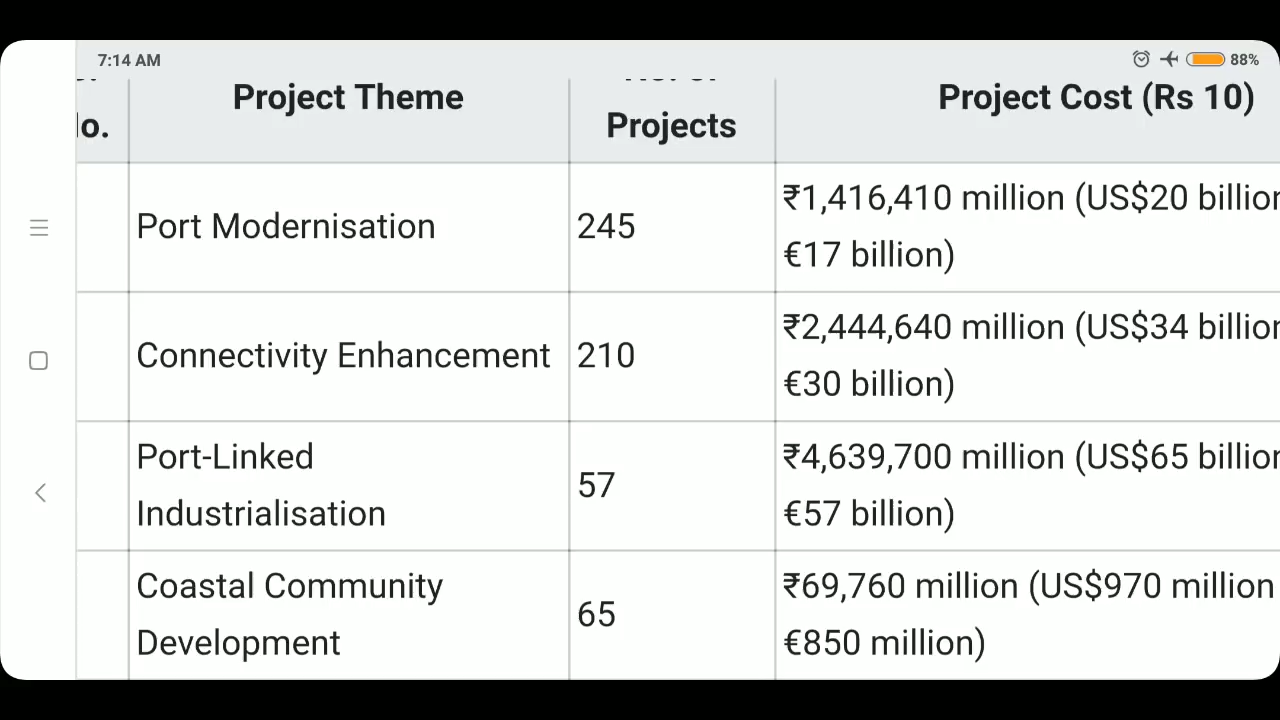 7:14 AM
88%
Project Theme
Projects
Project Cost (Rs 10)
Port Modernisation
245
₹1,416,410 million (US$20 billion
€17 billion)
Connectivity Enhancement
210
₹2,444,640 million (US$34 billion
€30 billion)
Port-Linked
Industrialisation
57
₹4,639,700 million (US$65 billion
€57 billion)
Coastal Community
Development
65
₹69,760 million (US$970 million
€850 million)